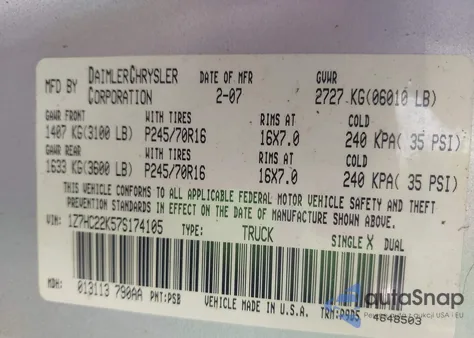 MFD BY DAIMLERCHRYSLER CORPORATION DATE OF MFR 2-07 GVWR 2727 KG(06010 LB)
GAWR FRONT WITH TIRES RIMS AT COLD
1407 KG(3100 LB) P245/70R16 16X7.0 240 KPA( 35 PSI)
GAWR REAR WITH TIRES RIMS AT COLD
1633 KG(3600 LB) P245/70R16 16X7.0 240 KPA( 35 PSI)
THIS VEHICLE CONFORMS TO ALL APPLICABLE FEDERAL MOTOR VEHICLE SAFETY AND THEFT
PREVENTION STANDARDS IN EFFECT ON THE DATE OF MANUFACTURE SHOWN ABOVE.
VIN: 1Z7HC22K57S174105 TYPE: TRUCK SINGLE X DUAL
MDH: 013113 790AA PNT:PSB VEHICLE MADE IN U.S.A. TRM:P9D5 4648503
autoSnap